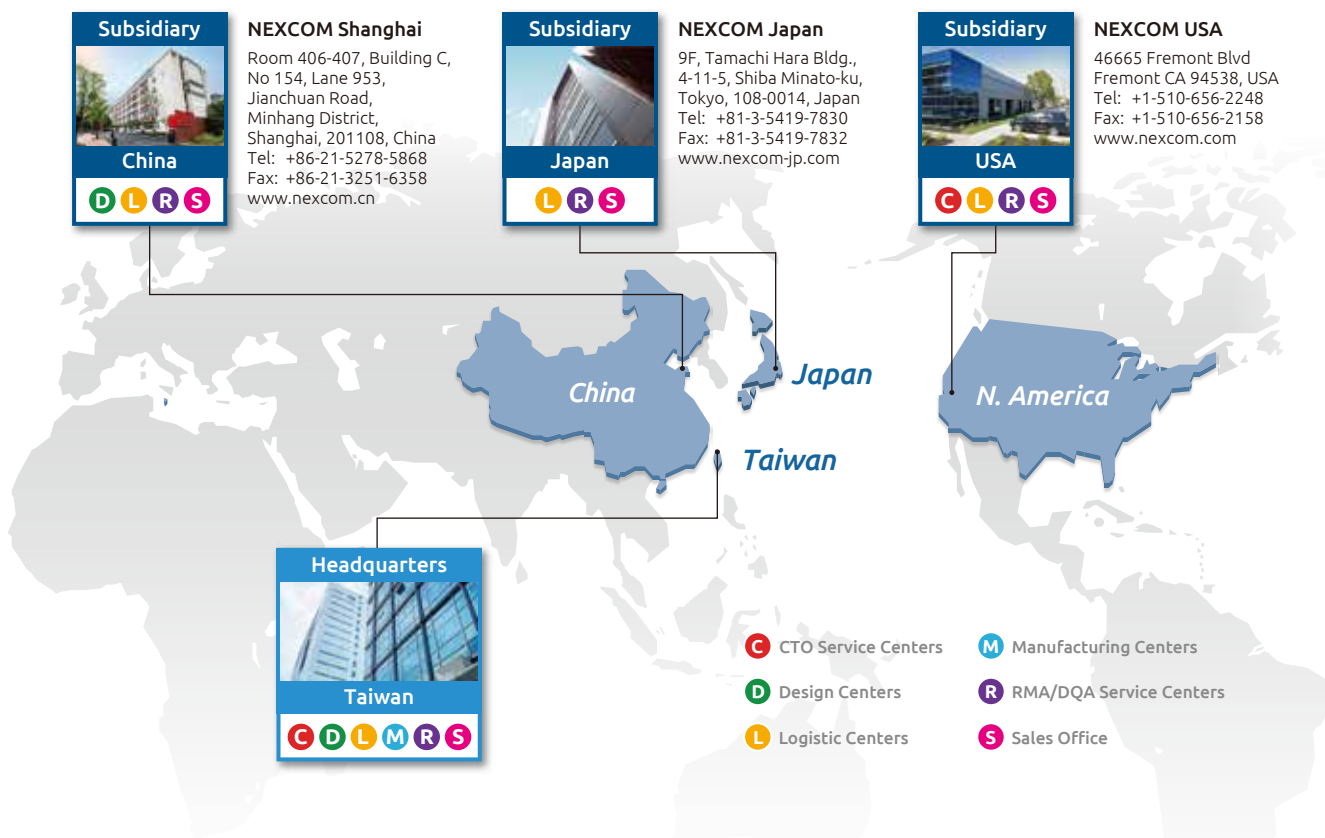 Subsidiary
China
D L R S
NEXCOM Shanghai
Room 406-407, Building C,
No 154, Lane 953,
Jianchuan Road,
Minhang District,
Shanghai, 201108, China
Tel: +86-21-5278-5868
Fax: +86-21-3251-6358
www.nexcom.cn
Subsidiary
Japan
L R S
NEXCOM Japan
9F, Tamachi Hara Bldg.,
4-11-5, Shiba Minato-ku,
Tokyo, 108-0014, Japan
Tel: +81-3-5419-7830
Fax: +81-3-5419-7832
www.nexcom-jp.com
Subsidiary
USA
C L R S
NEXCOM USA
46665 Fremont Blvd
Fremont CA 94538, USA
Tel: +1-510-656-2248
Fax: +1-510-656-2158
www.nexcom.com
China
Japan
Taiwan
N. America
Headquarters
Taiwan
C D L M R S
C CTO Service Centers
D Design Centers
L Logistic Centers
M Manufacturing Centers
R RMA/DQA Service Centers
S Sales Office